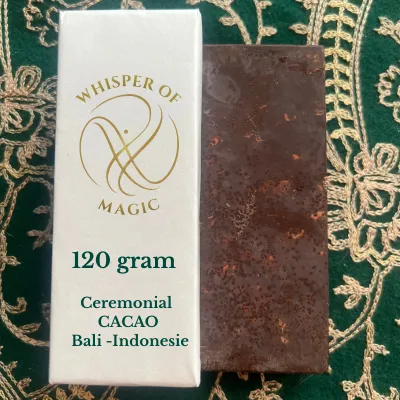 WHISPER OF
MAGIC
120 gram
Ceremonial
CACAO
Bali -Indonesie